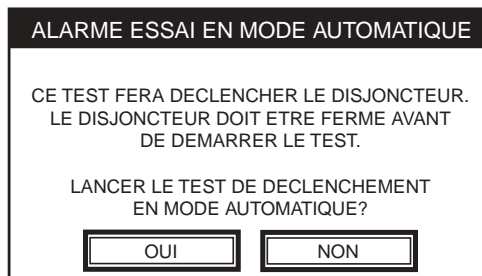 ALARME ESSAI EN MODE AUTOMATIQUE
CE TEST FERA DECLENCHER LE DISJONCTEUR.
LE DISJONCTEUR DOIT ETRE FERME AVANT
DE DEMARRER LE TEST.
LANCER LE TEST DE DECLENCHEMENT
EN MODE AUTOMATIQUE?
OUI NON